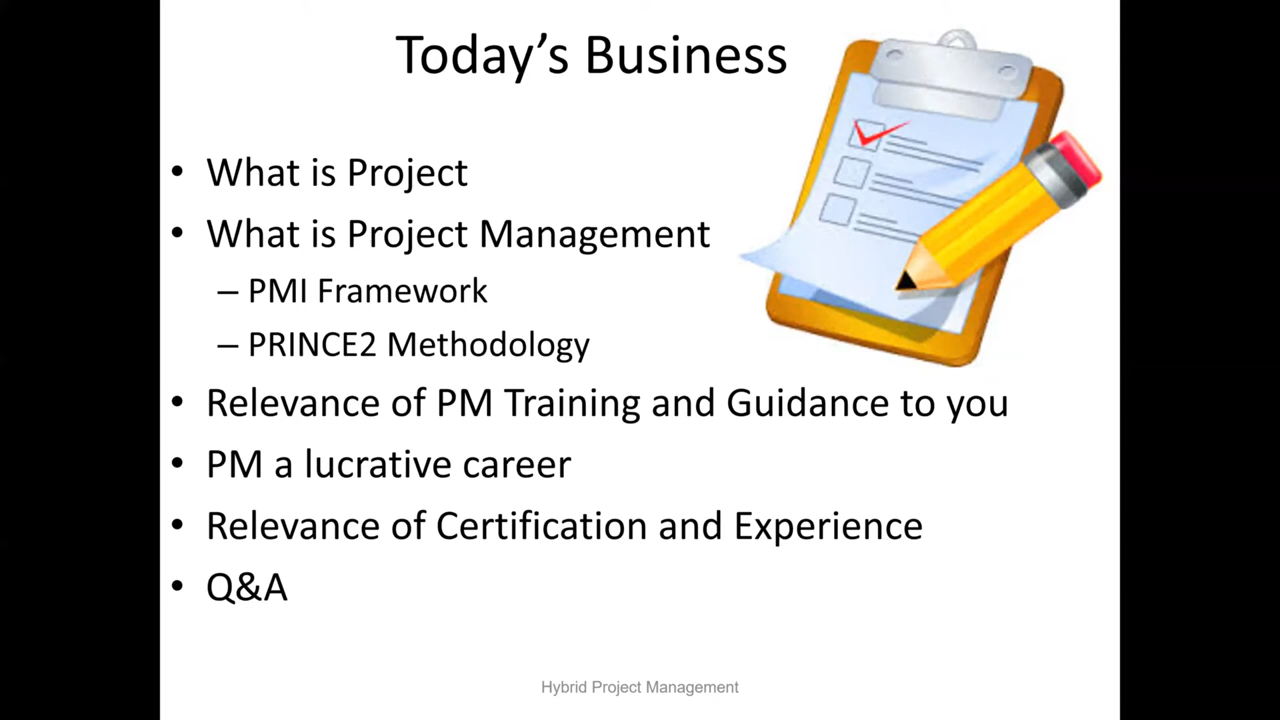 Today's Business
• What is Project
• What is Project Management
– PMI Framework
– PRINCE2 Methodology
• Relevance of PM Training and Guidance to you
• PM a lucrative career
• Relevance of Certification and Experience
• Q&A
Hybrid Project Management